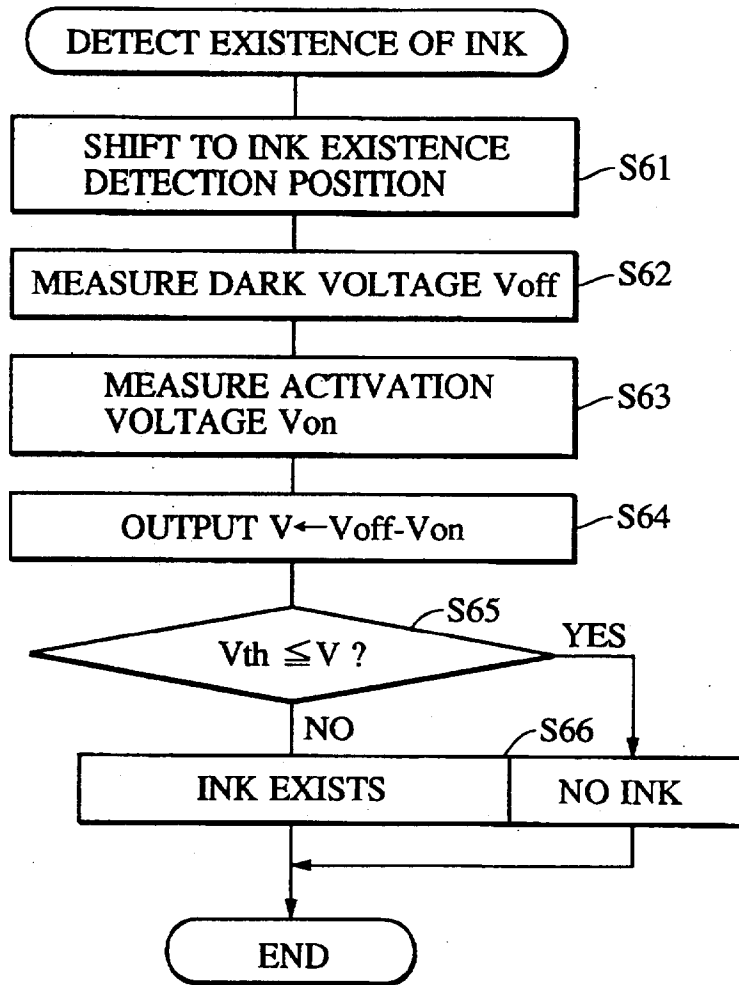 DETECT EXISTENCE OF INK
SHIFT TO INK EXISTENCE
DETECTION POSITION
S61
MEASURE DARK VOLTAGE Voff
S62
MEASURE ACTIVATION
VOLTAGE Von
S63
OUTPUT V←Voff-Von
S64
S65
Vth ≦V ?
YES
NO
S66
INK EXISTS
NO INK
END